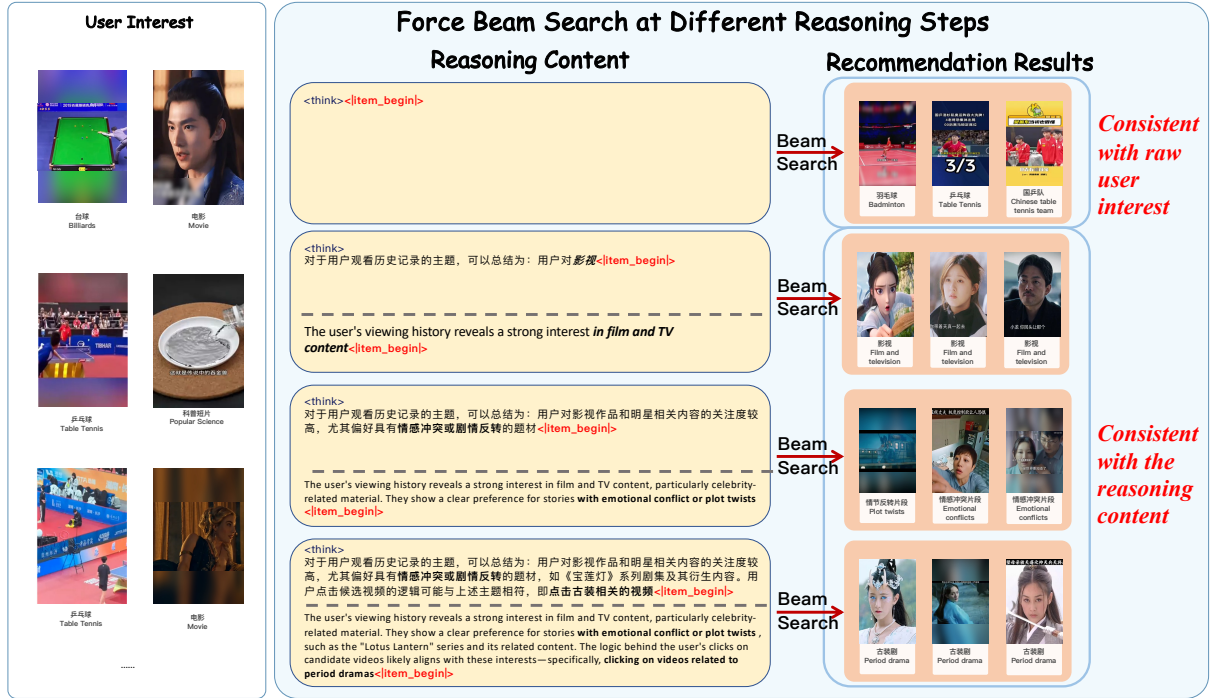 User Interest
台球
Billiards
电影
Movie
乒乓球
Table Tennis
这就是传说中的盲盒牌
科普短片
Popular Science
乒乓球
Table Tennis
电影
Movie
......
Force Beam Search at Different Reasoning Steps
Reasoning Content
Recommendation Results
<think><|item_begin|>
Beam
Search
3/3
羽毛球
Badminton
乒乓球
Table Tennis
国乒队
Chinese table
tennis team
Consistent
with raw
user
interest
<think>
对于用户观看历史记录的主题，可以总结为：用户对影视<|item_begin|>
The user's viewing history reveals a strong interest in film and TV
content<|item_begin|>
Beam
Search
影视
Film and
television
影视
Film and
television
影视
Film and
television
<think>
对于用户观看历史记录的主题，可以总结为：用户对影视作品和明星相关内容的关注度较
高，尤其偏好具有情感冲突或剧情反转的题材<|item_begin|>
The user's viewing history reveals a strong interest in film and TV content, particularly celebrity-
related material. They show a clear preference for stories with emotional conflict or plot twists
<|item_begin|>
Beam
Search
情节反转片段
Plot twists
情感冲突片段
Emotional
conflicts
情感冲突片段
Emotional
conflicts
Consistent
with the
reasoning
content
<think>
对于用户观看历史记录的主题，可以总结为：用户对影视作品和明星相关内容的关注度较
高，尤其偏好具有情感冲突或剧情反转的题材，如《宝莲灯》系列剧集及其衍生内容。用
户点击候选视频的逻辑可能与上述主题相符，即点击古装相关的视频<|item_begin|>
The user's viewing history reveals a strong interest in film and TV content, particularly celebrity-
related material. They show a clear preference for stories with emotional conflict or plot twists ,
such as the "Lotus Lantern" series and its related content. The logic behind the user's clicks on
candidate videos likely aligns with these interests—specifically, clicking on videos related to
period dramas<|item_begin|>
Beam
Search
古装剧
Period drama
古装剧
Period drama
古装剧
Period drama